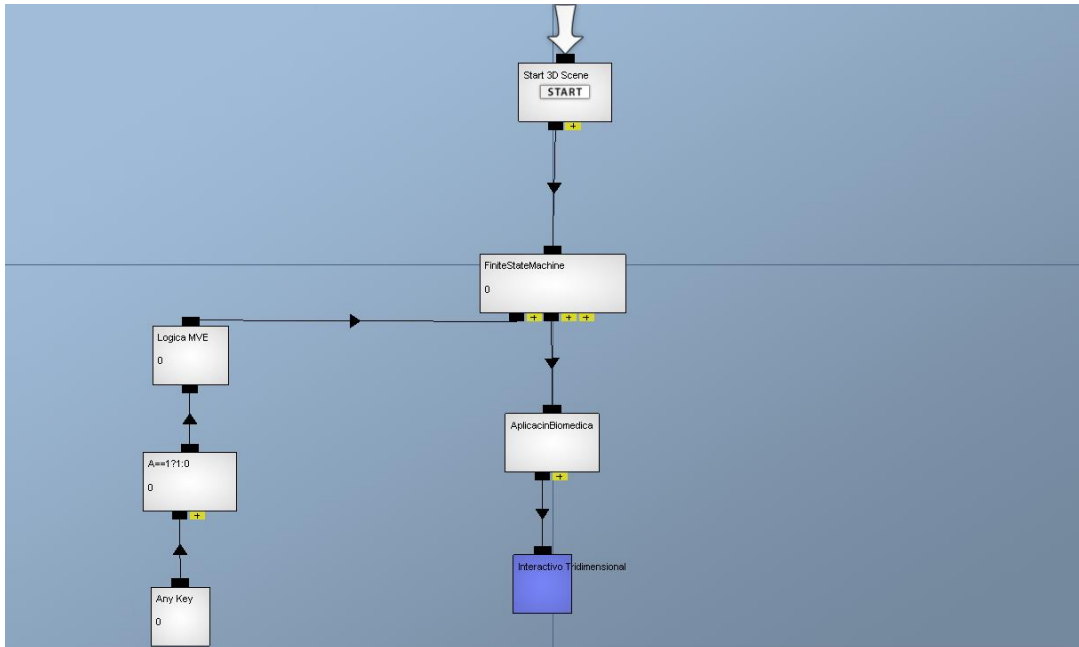 Start 3D Scene
START
+
FiniteStateMachine
0
+ + +
Logica MVE
0
AplicacinBiomedica
+
A==1?1:0
0
+
Interactivo Tridimensional
Any Key
0